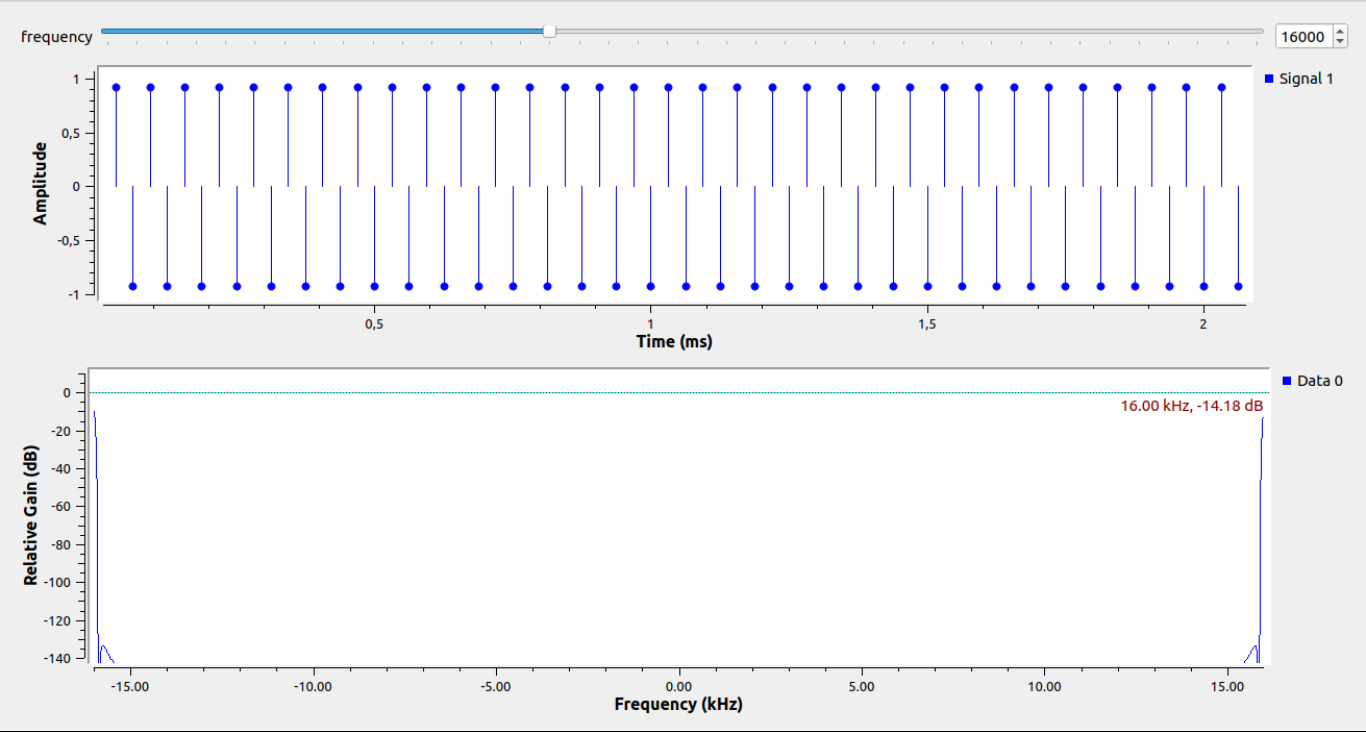 frequency 16000
Signal 1
Amplitude
1
0,5
0
-0,5
-1
0,5 1 1,5 2
Time (ms)
Data 0
16.00 kHz, -14.18 dB
Relative Gain (dB)
0
-20
-40
-60
-80
-100
-120
-140
-15.00 -10.00 -5.00 0.00 5.00 10.00 15.00
Frequency (kHz)